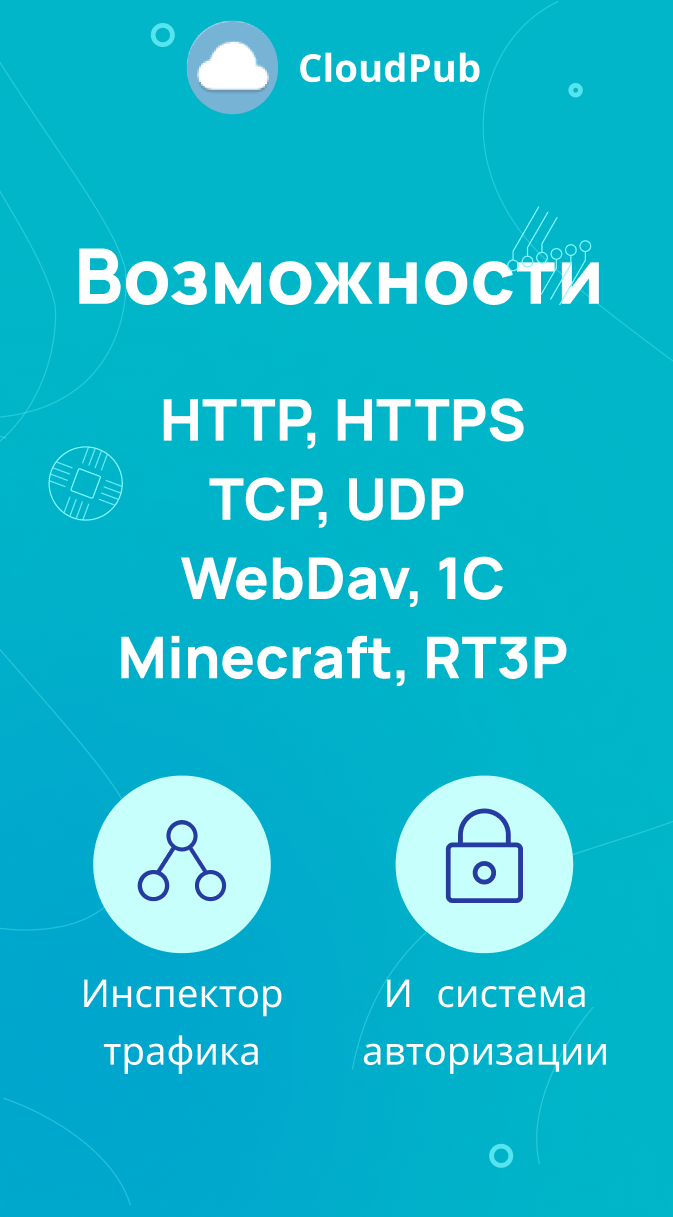 CloudPub
Возможности
HTTP, HTTPS
TCP, UDP
WebDav, 1C
Minecraft, RT3P
Инспектор
трафика
И система
авторизации